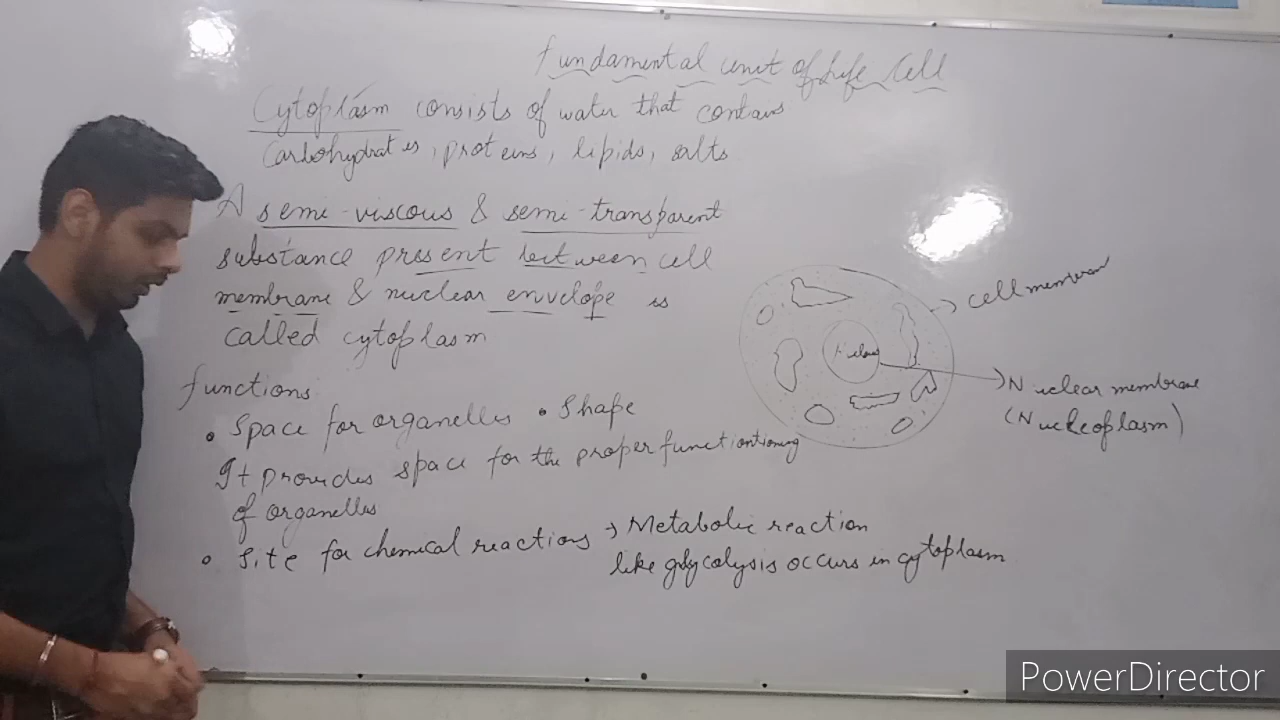 Fundamental unit of Life Cell
Cytoplasm consists of water that contains
Carbohydrates, proteins, lipids, salts
A semi-viscous & semi-transparent
substance present between cell
membrane & nuclear envelope is
called cytoplasm
Functions
• Space for organelles • Shape
It provides space for the proper functiontioning
of organelles
• Site for chemical reactions → Metabolic reaction
like glycolysis occurs in cytoplasm
→ Cell membran
→ Nuclear membrane
(Nucleoplasm)
PowerDirector